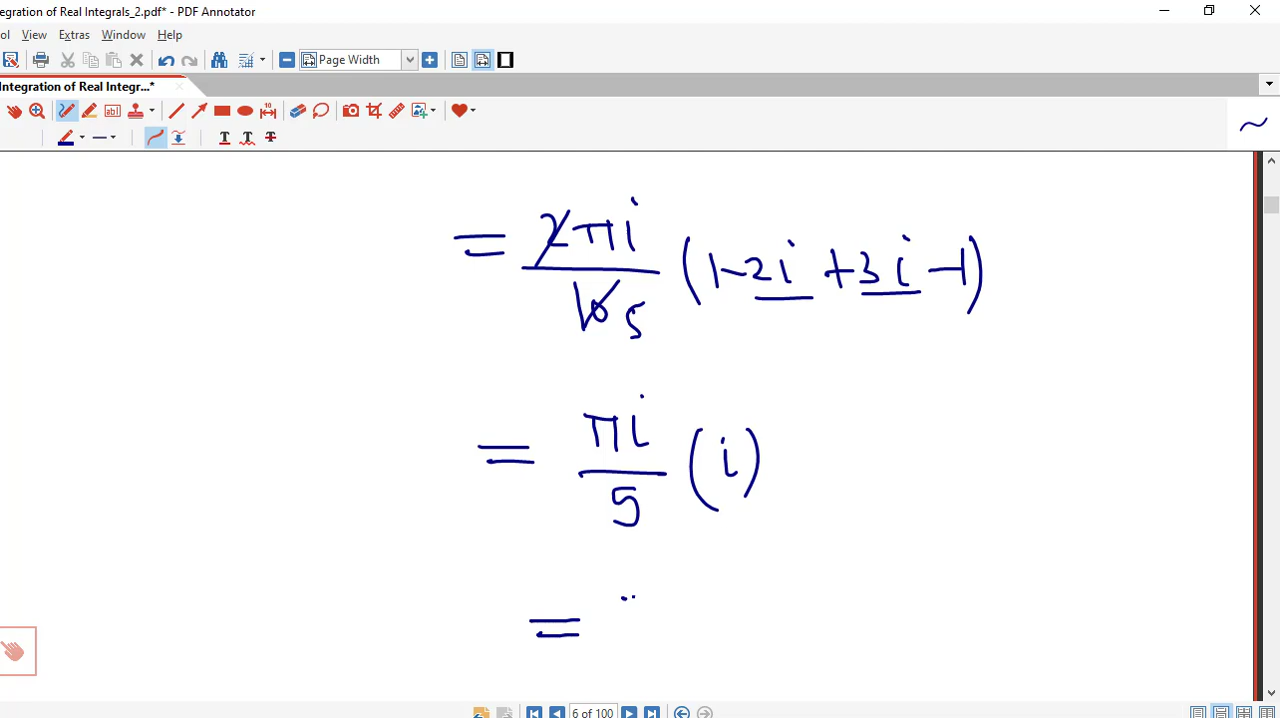 egration of Real Integrals_2.pdf* - PDF Annotator
ol View Extras Window Help
Page Width
Integration of Real Integr...*
= 2πi / 10 5 (1-2i +3i -1)
= πi / 5 (i)
=
6 of 100